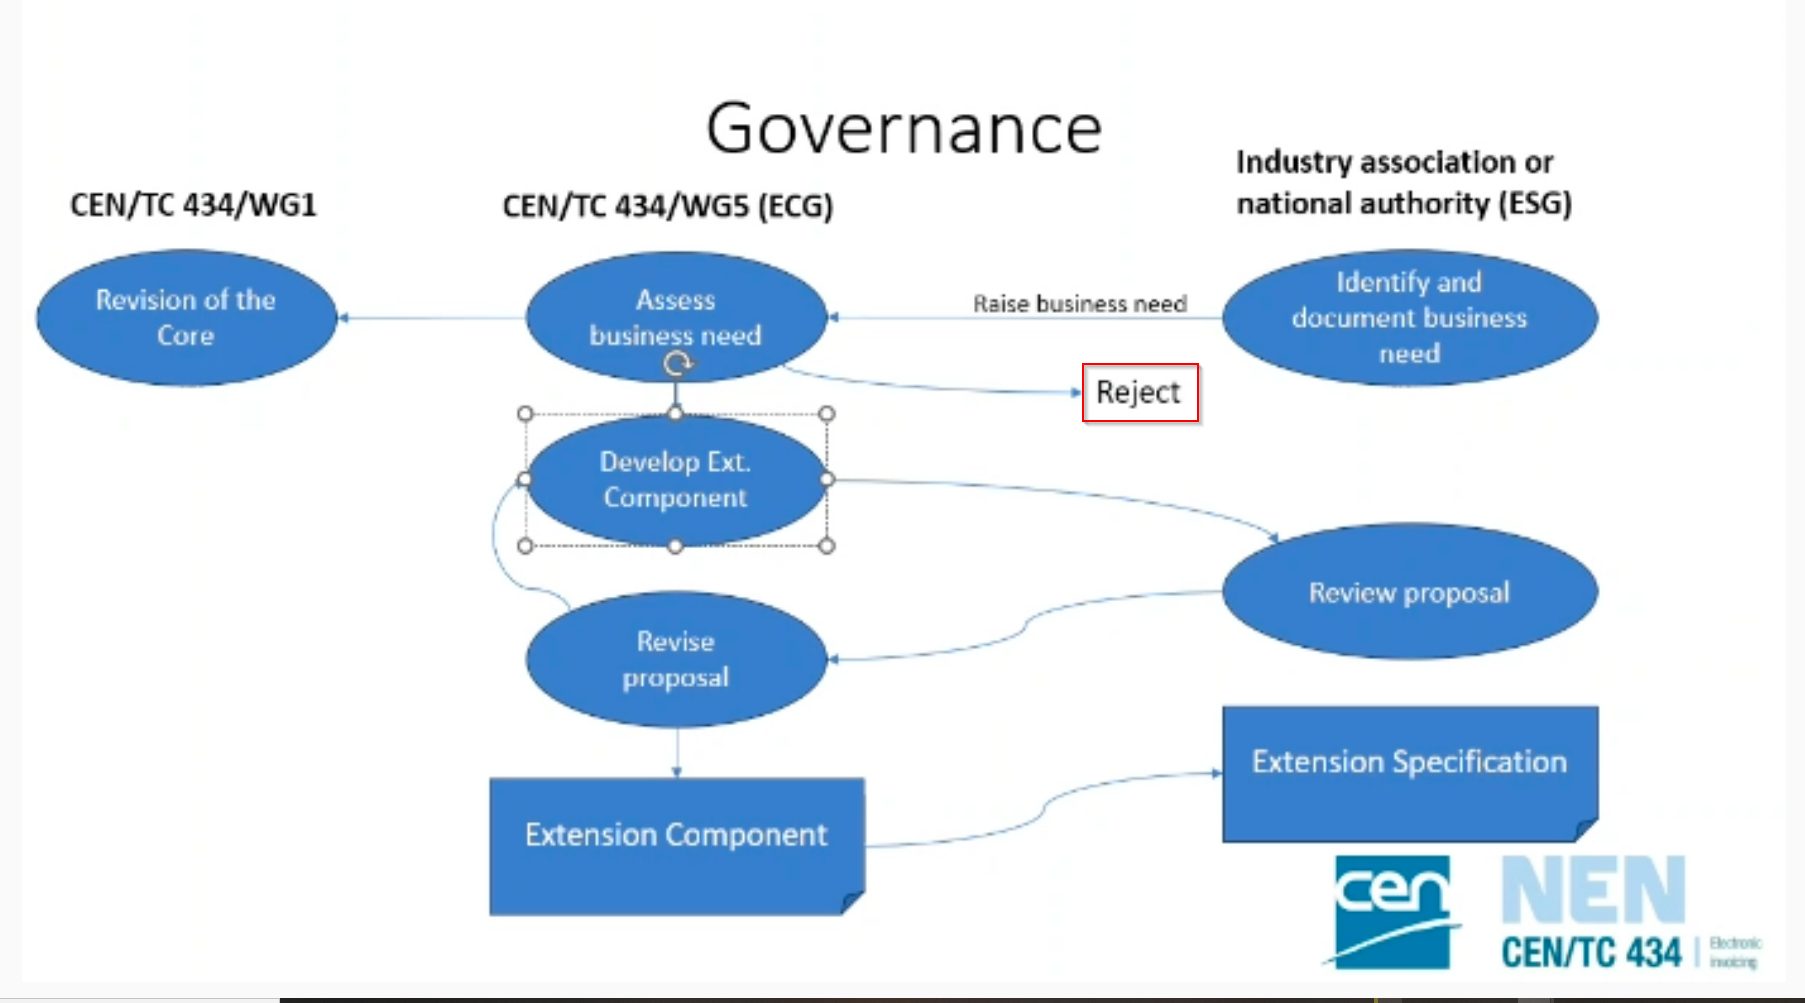 Governance
CEN/TC 434/WG1
CEN/TC 434/WG5 (ECG)
Industry association or
national authority (ESG)
Revision of the
Core
Assess
business need
Raise business need
Identify and
document business
need
Reject
Develop Ext.
Component
Review proposal
Revise
proposal
Extension Component
Extension Specification
cen
NEN
CEN/TC 434
Electronic
Invoicing